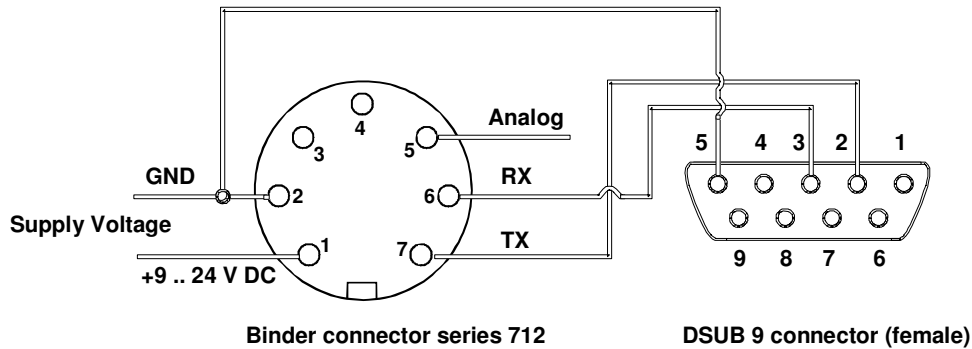 Analog
4
3
5
5 4 3 2 1
GND
RX
2
6
Supply Voltage
TX
1
7
+9 .. 24 V DC
9 8 7 6
Binder connector series 712
DSUB 9 connector (female)